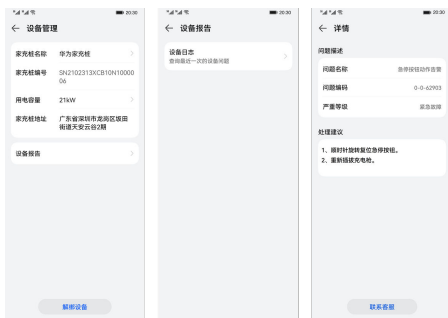 20:30
设备管理
家充桩名称 华为家充桩
家充桩编号 SN2102313XCB10N10000
06
用电容量 21kW
家充桩地址 广东省深圳市龙岗区坂田
街道天安云谷2期
设备报告
解绑设备
20:30
设备报告
设备日志
查询最近一次的设备问题
20:30
详情
问题描述
问题名称 急停按钮动作告警
问题编码 0-0-62903
严重等级 紧急故障
处理建议
1、顺时针旋转复位急停按钮。
2、重新插拔充电枪。
联系客服